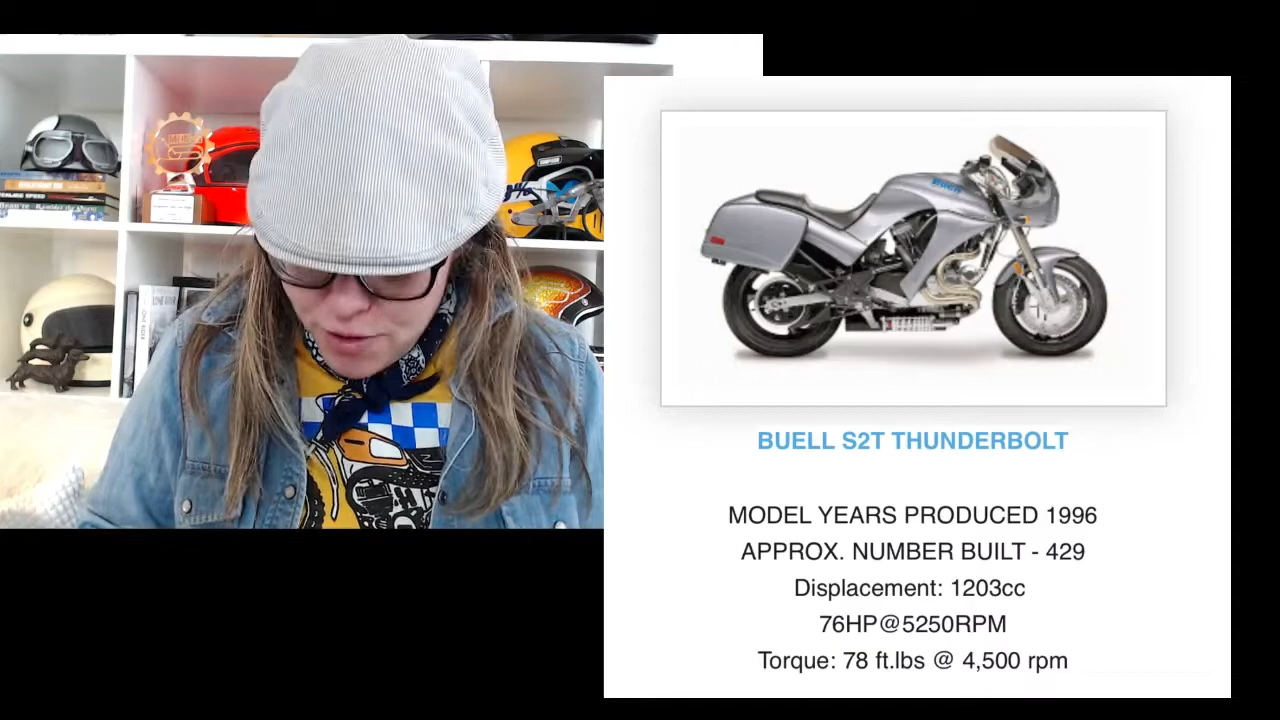 BUELL
BUELL S2T THUNDERBOLT
MODEL YEARS PRODUCED 1996
APPROX. NUMBER BUILT - 429
Displacement: 1203cc
76HP@5250RPM
Torque: 78 ft.lbs @ 4,500 rpm